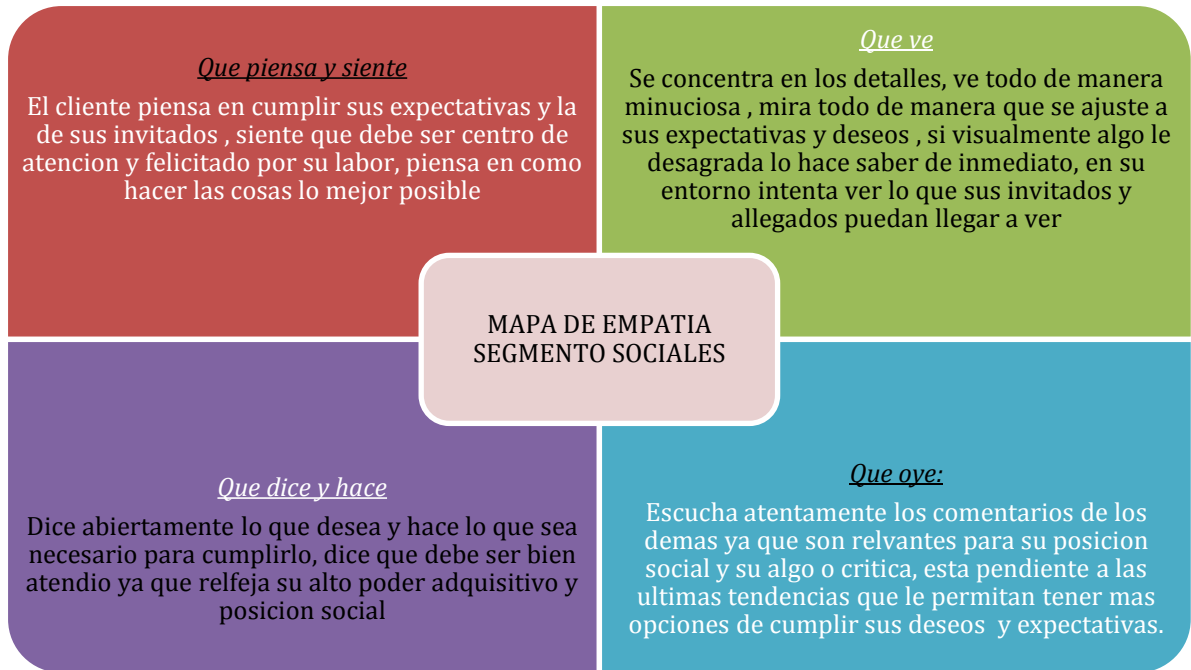 Que piensa y siente
El cliente piensa en cumplir sus expectativas y la
de sus invitados , siente que debe ser centro de
atencion y felicitado por su labor, piensa en como
hacer las cosas lo mejor posible
Que ve
Se concentra en los detalles, ve todo de manera
minuciosa , mira todo de manera que se ajuste a
sus expectativas y deseos , si visualmente algo le
desagrada lo hace saber de inmediato, en su
entorno intenta ver lo que sus invitados y
allegados puedan llegar a ver
MAPA DE EMPATIA
SEGMENTO SOCIALES
Que dice y hace
Dice abiertamente lo que desea y hace lo que sea
necesario para cumplirlo, dice que debe ser bien
atendio ya que relfeja su alto poder adquisitivo y
posicion social
Que oye:
Escucha atentamente los comentarios de los
demas ya que son relvantes para su posicion
social y su algo o critica, esta pendiente a las
ultimas tendencias que le permitan tener mas
opciones de cumplir sus deseos y expectativas.